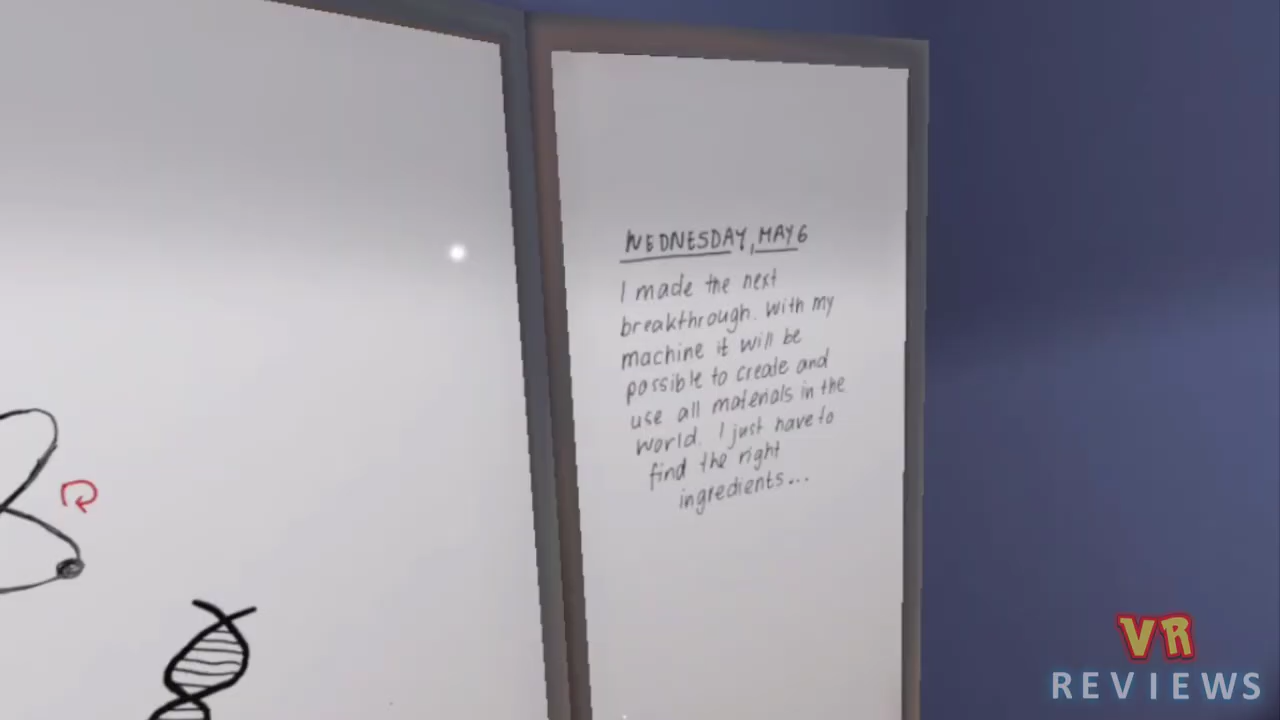 WEDNESDAY, MAY 6
I made the next
breakthrough. With my
machine it will be
possible to create and
use all materials in the
world. I just have to
find the right
ingredients...
VR
REVIEWS